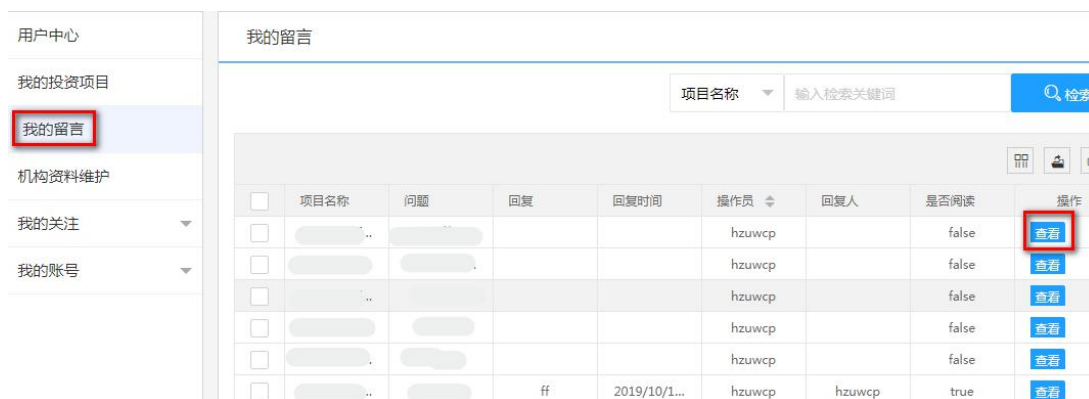 用户中心
我的投资项目
我的留言
机构资料维护
我的关注
我的账号
我的留言
项目名称 输入检索关键词 检索
项目名称 问题 回复 回复时间 操作员 回复人 是否阅读 操作
.. hzuwcp false 查看
hzuwcp false 查看
.. hzuwcp false 查看
hzuwcp false 查看
. hzuwcp false 查看
.. ff 2019/10/1... hzuwcp hzuwcp true 查看